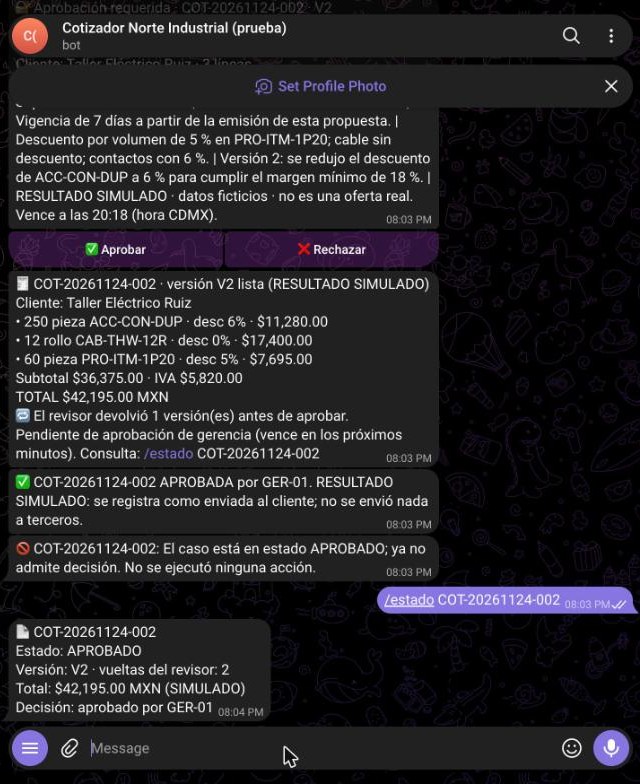 Aprobación requerida · COT-20261124-002 · V2
Cotizador Norte Industrial (prueba)
bot
Cliente: Taller Eléctrico Ruiz · 3 líneas
Set Profile Photo
Vigencia de 7 días a partir de la emisión de esta propuesta. |
Descuento por volumen de 5 % en PRO-ITM-1P20; cable sin
descuento; contactos con 6 %. | Versión 2: se redujo el descuento
de ACC-CON-DUP a 6 % para cumplir el margen mínimo de 18 %. |
RESULTADO SIMULADO · datos ficticios · no es una oferta real.
Vence a las 20:18 (hora CDMX).
08:03 PM
Aprobar
Rechazar
COT-20261124-002 · versión V2 lista (RESULTADO SIMULADO)
Cliente: Taller Eléctrico Ruiz
• 250 pieza ACC-CON-DUP · desc 6% · $11,280.00
• 12 rollo CAB-THW-12R · desc 0% · $17,400.00
• 60 pieza PRO-ITM-1P20 · desc 5% · $7,695.00
Subtotal $36,375.00 · IVA $5,820.00
TOTAL $42,195.00 MXN
El revisor devolvió 1 versión(es) antes de aprobar.
Pendiente de aprobación de gerencia (vence en los próximos
minutos). Consulta: /estado COT-20261124-002
08:03 PM
COT-20261124-002 APROBADA por GER-01. RESULTADO
SIMULADO: se registra como enviada al cliente; no se envió nada
a terceros.
08:03 PM
COT-20261124-002: El caso está en estado APROBADO; ya no
admite decisión. No se ejecutó ninguna acción.
08:03 PM
/estado COT-20261124-002 08:03 PM
COT-20261124-002
Estado: APROBADO
Versión: V2 · vueltas del revisor: 2
Total: $42,195.00 MXN (SIMULADO)
Decisión: aprobado por GER-01 08:04 PM
Message